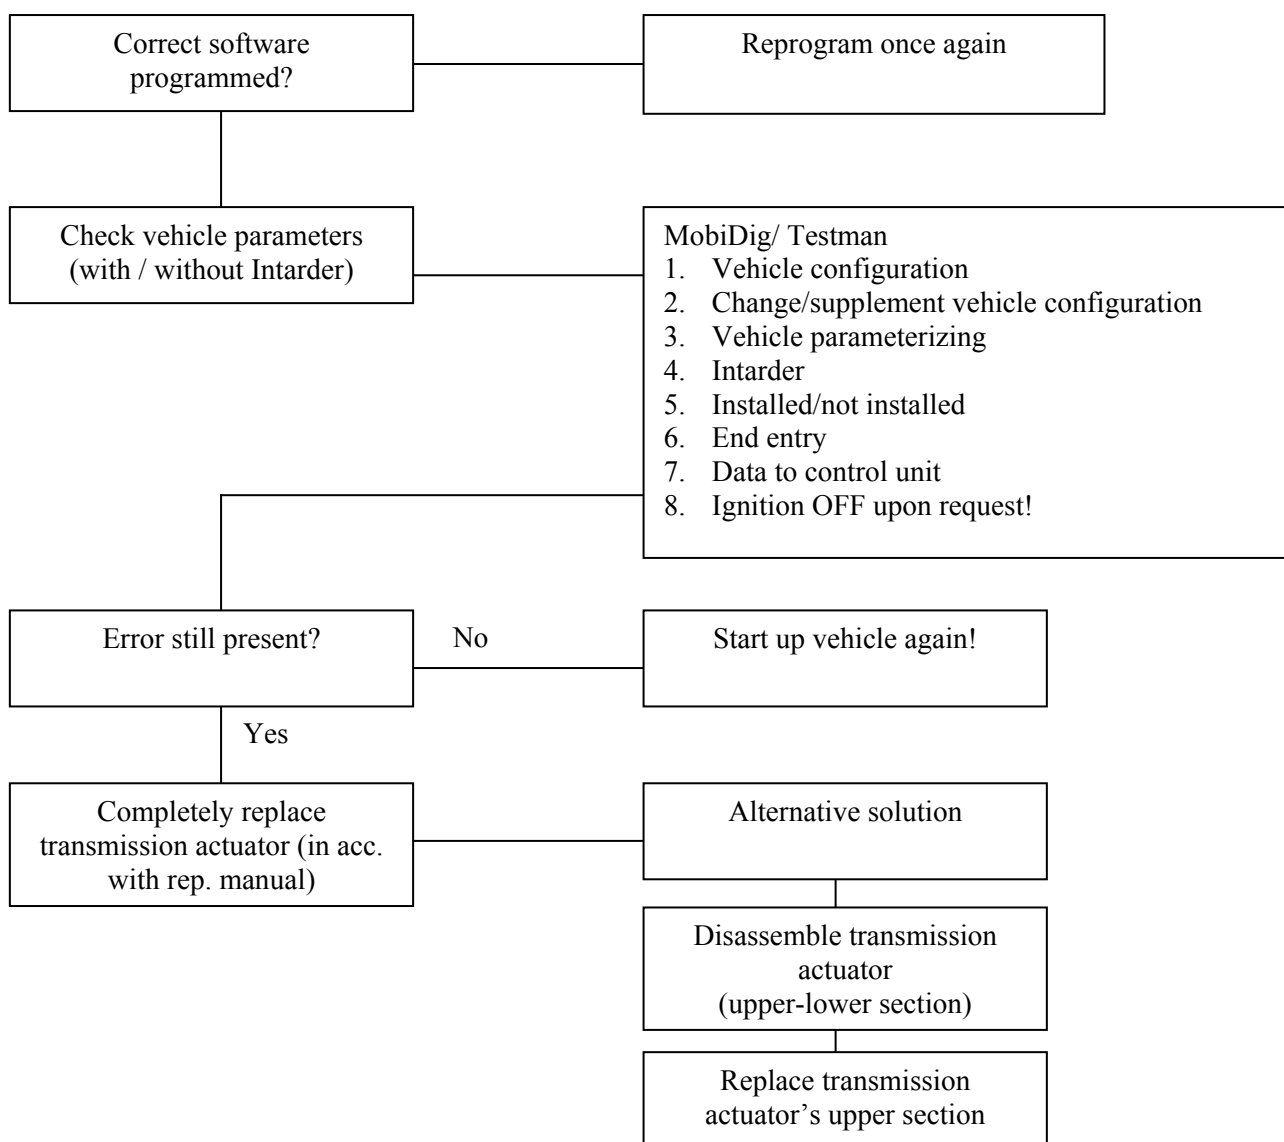 Correct software
programmed?
Reprogram once again
Check vehicle parameters
(with / without Intarder)
MobiDig/ Testman
1. Vehicle configuration
2. Change/supplement vehicle configuration
3. Vehicle parameterizing
4. Intarder
5. Installed/not installed
6. End entry
7. Data to control unit
8. Ignition OFF upon request!
Error still present?
No
Start up vehicle again!
Yes
Completely replace
transmission actuator (in acc.
with rep. manual)
Alternative solution
Disassemble transmission
actuator
(upper-lower section)
Replace transmission
actuator’s upper section